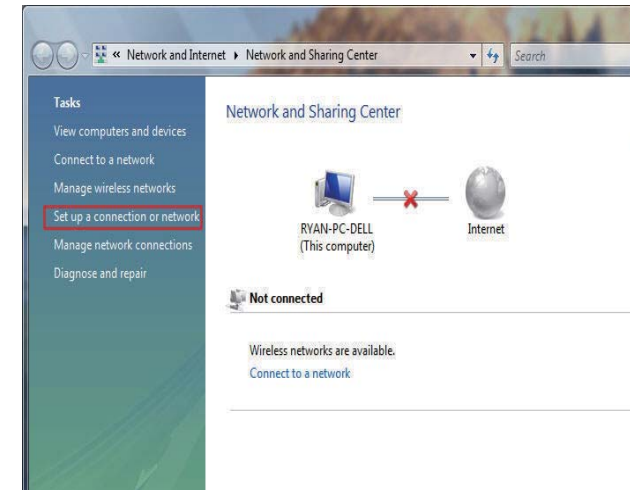 « Network and Internet ▸ Network and Sharing Center
Search
Tasks
View computers and devices
Connect to a network
Manage wireless networks
Set up a connection or network
Manage network connections
Diagnose and repair
Network and Sharing Center
RYAN-PC-DELL
(This computer)
Internet
Not connected
Wireless networks are available.
Connect to a network